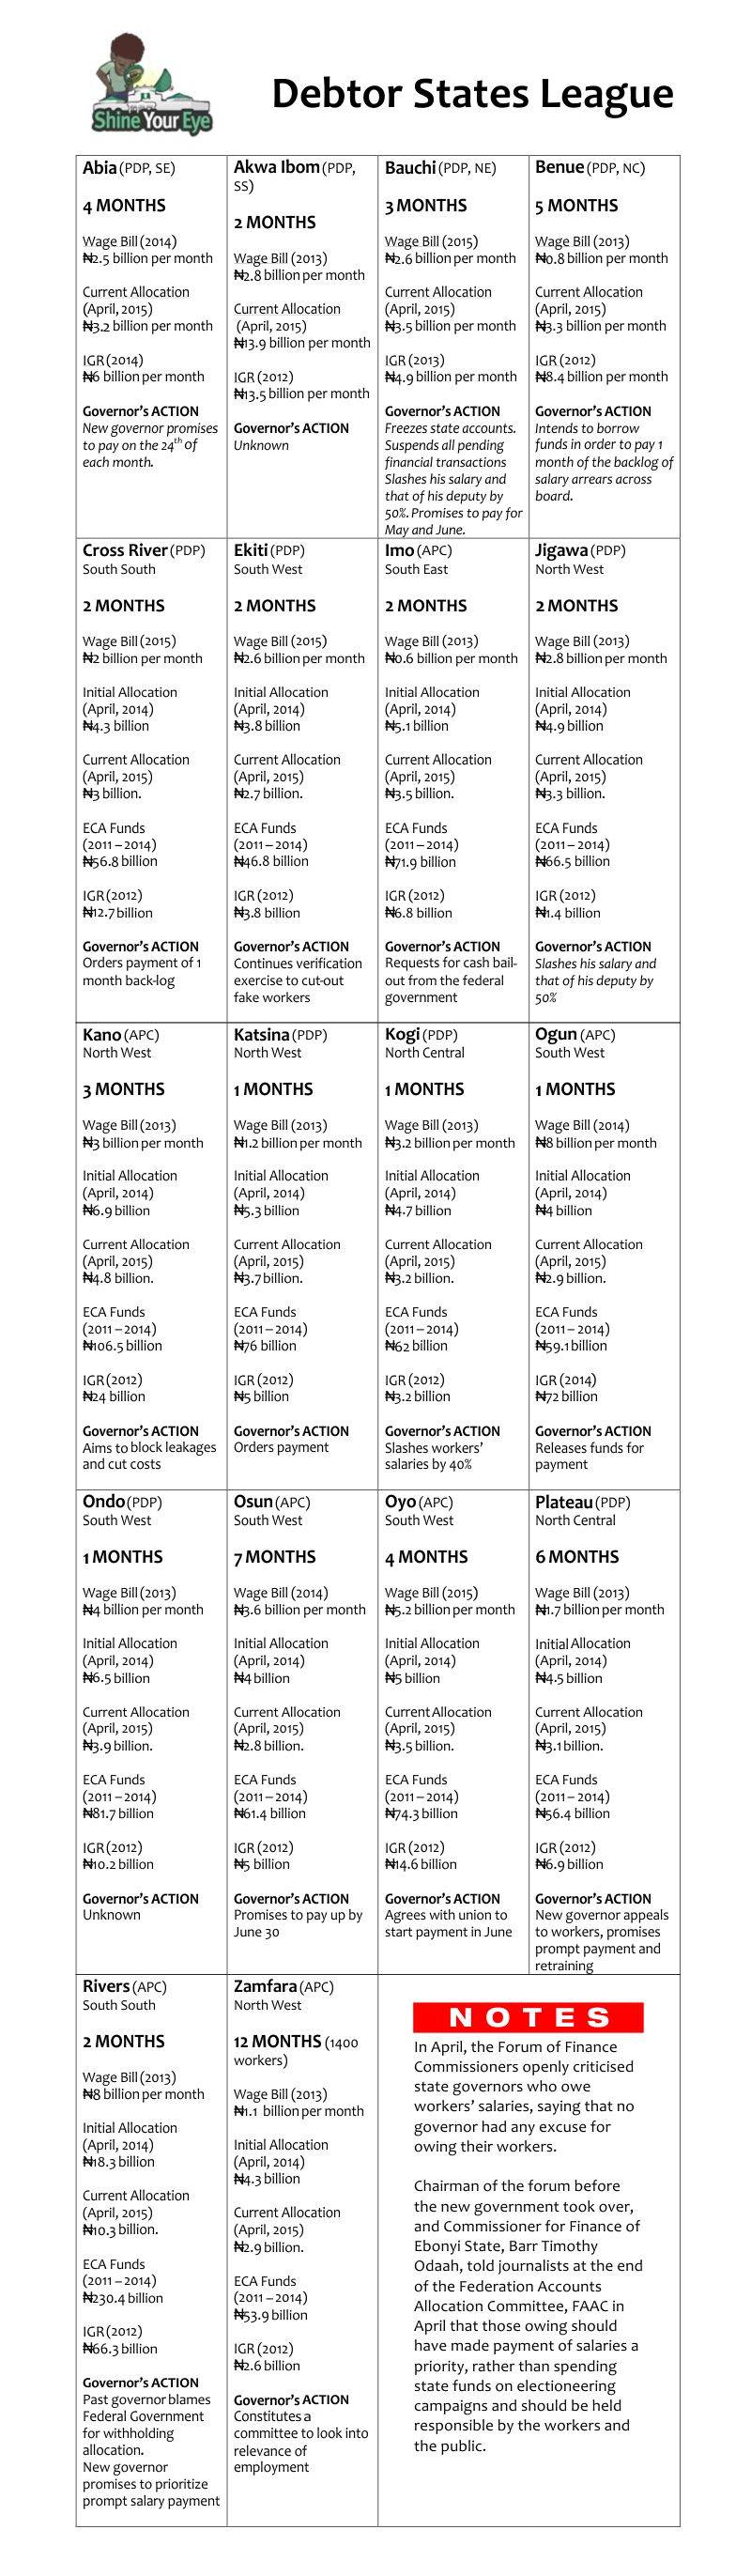 Shine Your Eye
Debtor States League
Abia (PDP, SE)
4 MONTHS
Wage Bill (2014)
₦2.5 billion per month
Current Allocation
(April, 2015)
₦3.2 billion per month
IGR (2014)
₦6 billion per month
Governor's ACTION
New governor promises
to pay on the 24th of
each month.
Akwa Ibom (PDP,
SS)
2 MONTHS
Wage Bill (2013)
₦2.8 billion per month
Current Allocation
(April, 2015)
₦13.9 billion per month
IGR (2012)
₦13.5 billion per month
Governor's ACTION
Unknown
Bauchi (PDP, NE)
3 MONTHS
Wage Bill (2015)
₦2.6 billion per month
Current Allocation
(April, 2015)
₦3.5 billion per month
IGR (2013)
₦4.9 billion per month
Governor's ACTION
Freezes state accounts.
Suspends all pending
financial transactions
Slashes his salary and
that of his deputy by
50%. Promises to pay for
May and June.
Benue (PDP, NC)
5 MONTHS
Wage Bill (2013)
₦0.8 billion per month
Current Allocation
(April, 2015)
₦3.3 billion per month
IGR (2012)
₦8.4 billion per month
Governor's ACTION
Intends to borrow
funds in order to pay 1
month of the backlog of
salary arrears across
board.
Cross River (PDP)
South South
2 MONTHS
Wage Bill (2015)
₦2 billion per month
Initial Allocation
(April, 2014)
₦4.3 billion
Current Allocation
(April, 2015)
₦3 billion.
ECA Funds
(2011 – 2014)
₦56.8 billion
IGR (2012)
₦12.7 billion
Governor's ACTION
Orders payment of 1
month back-log
Ekiti (PDP)
South West
2 MONTHS
Wage Bill (2015)
₦2.6 billion per month
Initial Allocation
(April, 2014)
₦3.8 billion
Current Allocation
(April, 2015)
₦2.7 billion.
ECA Funds
(2011 – 2014)
₦46.8 billion
IGR (2012)
₦3.8 billion
Governor's ACTION
Continues verification
exercise to cut-out
fake workers
Imo (APC)
South East
2 MONTHS
Wage Bill (2013)
₦0.6 billion per month
Initial Allocation
(April, 2014)
₦5.1 billion
Current Allocation
(April, 2015)
₦3.5 billion.
ECA Funds
(2011 – 2014)
₦71.9 billion
IGR (2012)
₦6.8 billion
Governor's ACTION
Requests for cash bail-
out from the federal
government
Jigawa (PDP)
North West
2 MONTHS
Wage Bill (2013)
₦2.8 billion per month
Initial Allocation
(April, 2014)
₦4.9 billion
Current Allocation
(April, 2015)
₦3.3 billion.
ECA Funds
(2011 – 2014)
₦66.5 billion
IGR (2012)
₦1.4 billion
Governor's ACTION
Slashes his salary and
that of his deputy by
50%
Kano (APC)
North West
3 MONTHS
Wage Bill (2013)
₦3 billion per month
Initial Allocation
(April, 2014)
₦6.9 billion
Current Allocation
(April, 2015)
₦4.8 billion.
ECA Funds
(2011 – 2014)
₦106.5 billion
IGR (2012)
₦24 billion
Governor's ACTION
Aims to block leakages
and cut costs
Katsina (PDP)
North West
1 MONTHS
Wage Bill (2013)
₦1.2 billion per month
Initial Allocation
(April, 2014)
₦5.3 billion
Current Allocation
(April, 2015)
₦3.7 billion.
ECA Funds
(2011 – 2014)
₦76 billion
IGR (2012)
₦5 billion
Governor's ACTION
Orders payment
Kogi (PDP)
North Central
1 MONTHS
Wage Bill (2013)
₦3.2 billion per month
Initial Allocation
(April, 2014)
₦4.7 billion
Current Allocation
(April, 2015)
₦3.2 billion.
ECA Funds
(2011 – 2014)
₦62 billion
IGR (2012)
₦3.2 billion
Governor's ACTION
Slashes workers'
salaries by 40%
Ogun (APC)
South West
1 MONTHS
Wage Bill (2014)
₦8 billion per month
Initial Allocation
(April, 2014)
₦4 billion
Current Allocation
(April, 2015)
₦2.9 billion.
ECA Funds
(2011 – 2014)
₦59.1 billion
IGR (2014)
₦72 billion
Governor's ACTION
Releases funds for
payment
Ondo (PDP)
South West
1 MONTHS
Wage Bill (2013)
₦4 billion per month
Initial Allocation
(April, 2014)
₦6.5 billion
Current Allocation
(April, 2015)
₦3.9 billion.
ECA Funds
(2011 – 2014)
₦81.7 billion
IGR (2012)
₦10.2 billion
Governor's ACTION
Unknown
Osun (APC)
South West
7 MONTHS
Wage Bill (2014)
₦3.6 billion per month
Initial Allocation
(April, 2014)
₦4 billion
Current Allocation
(April, 2015)
₦2.8 billion.
ECA Funds
(2011 – 2014)
₦61.4 billion
IGR (2012)
₦5 billion
Governor's ACTION
Promises to pay up by
June 30
Oyo (APC)
South West
4 MONTHS
Wage Bill (2015)
₦5.2 billion per month
Initial Allocation
(April, 2014)
₦5 billion
Current Allocation
(April, 2015)
₦3.5 billion.
ECA Funds
(2011 – 2014)
₦74.3 billion
IGR (2012)
₦14.6 billion
Governor's ACTION
Agrees with union to
start payment in June
Plateau (PDP)
North Central
6 MONTHS
Wage Bill (2013)
₦1.7 billion per month
Initial Allocation
(April, 2014)
₦4.5 billion
Current Allocation
(April, 2015)
₦3.1 billion.
ECA Funds
(2011 – 2014)
₦56.4 billion
IGR (2012)
₦6.9 billion
Governor's ACTION
New governor appeals
to workers, promises
prompt payment and
retraining
Rivers (APC)
South South
2 MONTHS
Wage Bill (2013)
₦8 billion per month
Initial Allocation
(April, 2014)
₦18.3 billion
Current Allocation
(April, 2015)
₦10.3 billion.
ECA Funds
(2011 – 2014)
₦230.4 billion
IGR (2012)
₦66.3 billion
Governor's ACTION
Past governor blames
Federal Government
for withholding
allocation.
New governor
promises to prioritize
prompt salary payment
Zamfara (APC)
North West
12 MONTHS (1400
workers)
Wage Bill (2013)
₦1.1 billion per month
Initial Allocation
(April, 2014)
₦4.3 billion
Current Allocation
(April, 2015)
₦2.9 billion.
ECA Funds
(2011 – 2014)
₦53.9 billion
IGR (2012)
₦2.6 billion
Governor's ACTION
Constitutes a
committee to look into
relevance of
employment
NOTES
In April, the Forum of Finance
Commissioners openly criticised
state governors who owe
workers' salaries, saying that no
governor had any excuse for
owing their workers.
Chairman of the forum before
the new government took over,
and Commissioner for Finance of
Ebonyi State, Barr Timothy
Odaah, told journalists at the end
of the Federation Accounts
Allocation Committee, FAAC in
April that those owing should
have made payment of salaries a
priority, rather than spending
state funds on electioneering
campaigns and should be held
responsible by the workers and
the public.